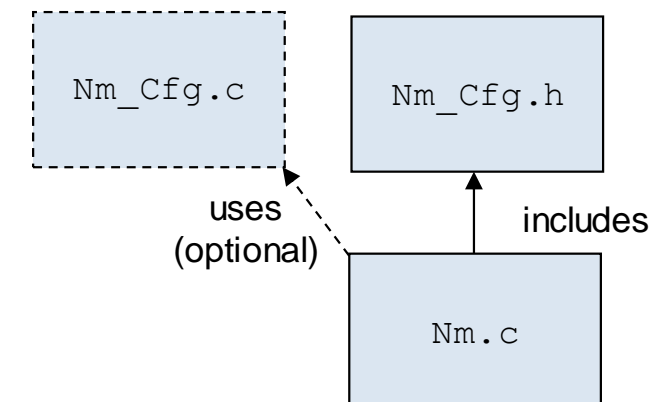 Nm_Cfg.c
Nm_Cfg.h
uses
(optional)
includes
Nm.c